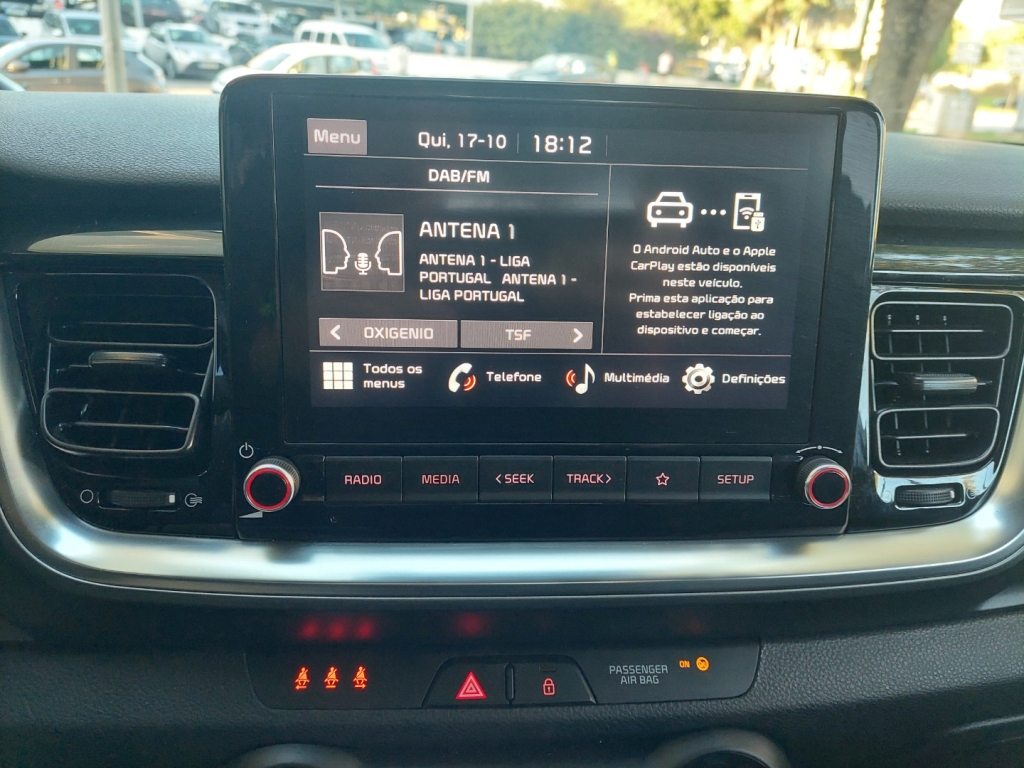 Menu
Qui, 17-10
18:12
DAB/FM
ANTENA 1
ANTENA 1 - LIGA
PORTUGAL ANTENA 1 -
LIGA PORTUGAL
OXIGENIO
TSF
O Android Auto e o Apple
CarPlay estão disponíveis
neste veículo.
Prima esta aplicação para
estabelecer ligação ao
dispositivo e começar.
Todos os
menus
Telefone
Multimédia
Definições
RADIO
MEDIA
<SEEK
TRACK>
SETUP
PASSENGER
AIR BAG
ON